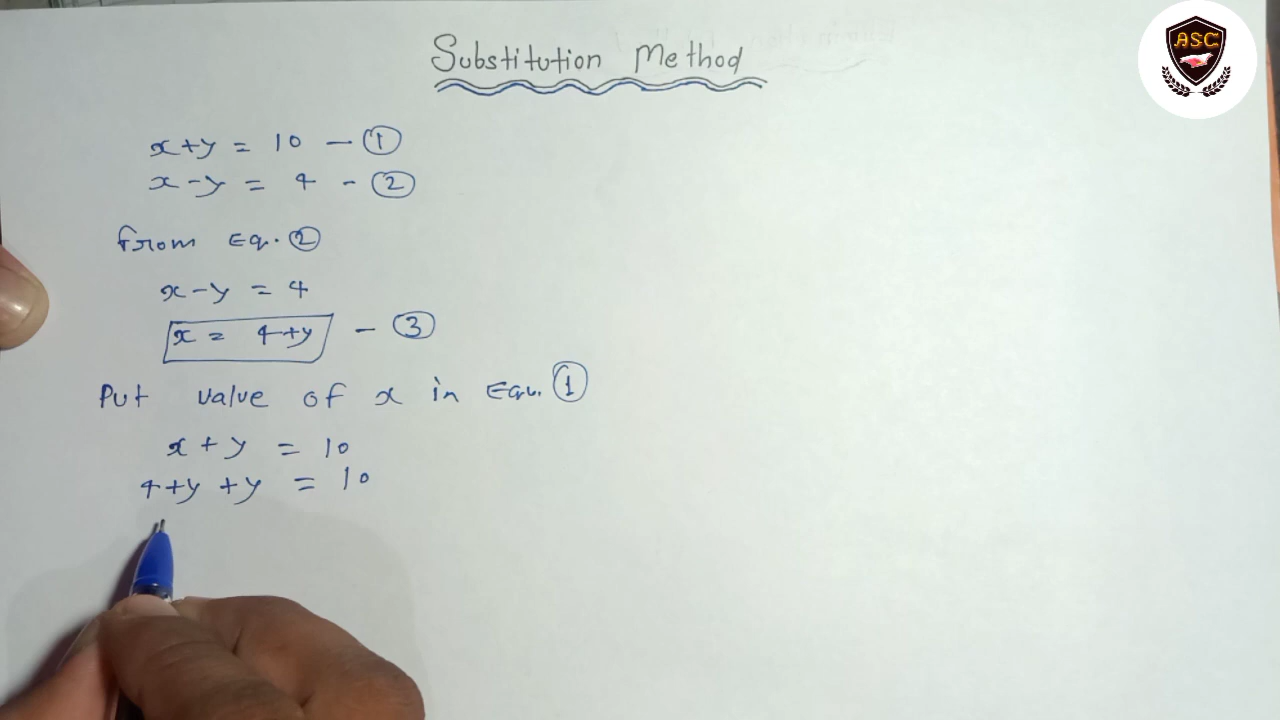 ASC
Substitution Method
x+y = 10 — ①
x-y = 4 - ②
from Eq. ②
x-y = 4
x = 4+y — ③
Put value of x in Equ. ①
x + y = 10
4+y +y = 10